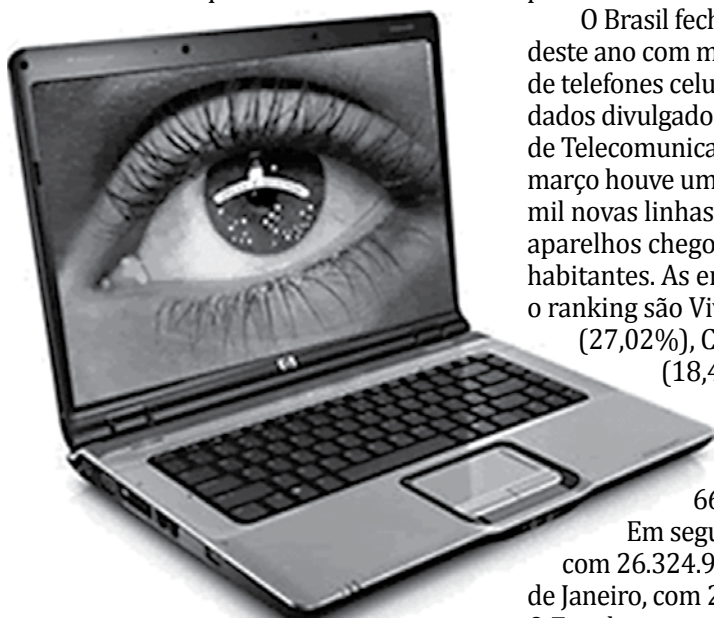 O Brasil fech
deste ano com m
de telefones celu
dados divulgado
de Telecomunica
março houve um
mil novas linhas
aparelhos chego
habitantes. As e
o ranking são Vi
(27,02%), C
(18,4
66
Em segu
com 26.324.9
de Janeiro, com 2
hp